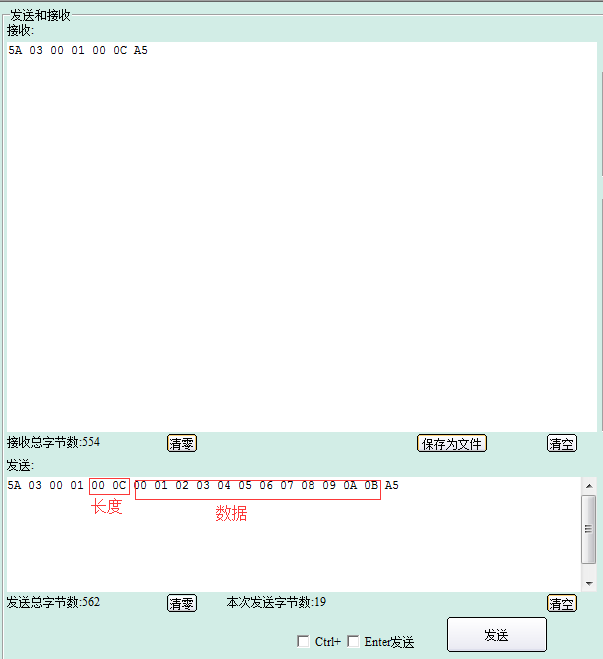 发送和接收
接收:
5A 03 00 01 00 0C A5
接收总字节数:554 清零 保存为文件 清空
发送:
5A 03 00 01 00 0C 00 01 02 03 04 05 06 07 08 09 0A 0B A5
长度 数据
发送总字节数:562 清零 本次发送字节数:19 清空
Ctrl+ Enter发送 发送